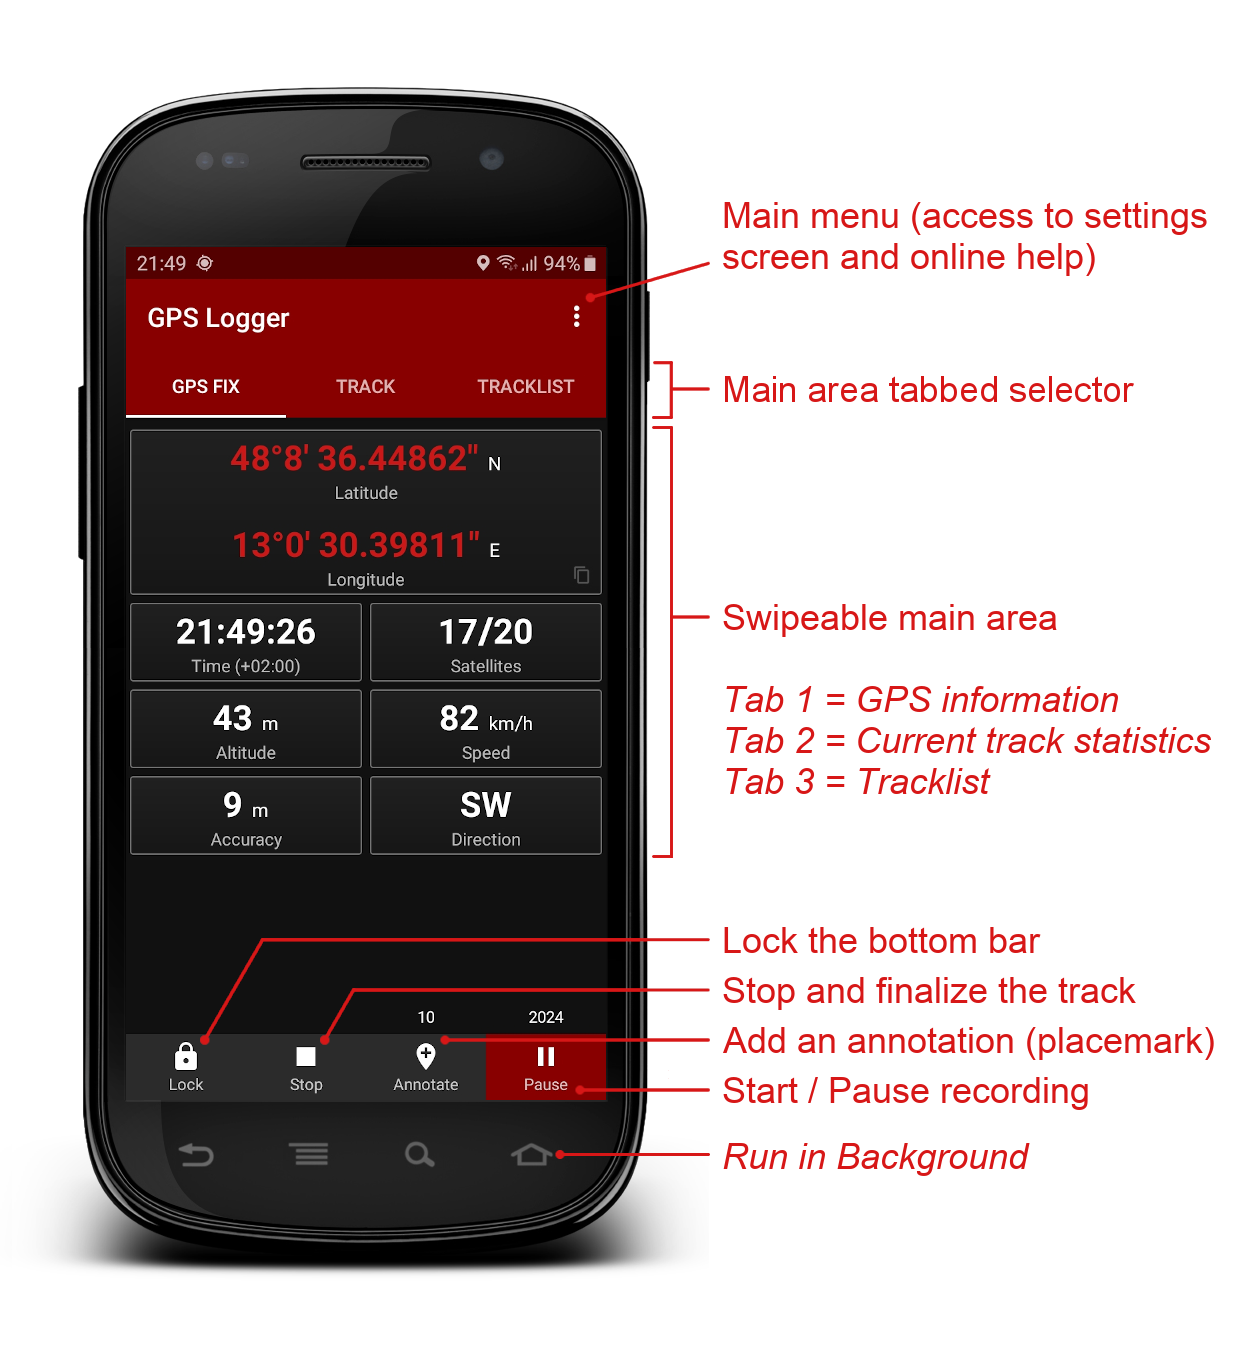 21:49 94%
GPS Logger
GPS FIX TRACK TRACKLIST
48°8' 36.44862" N
Latitude
13°0' 30.39811" E
Longitude
21:49:26
Time (+02:00)
17/20
Satellites
43 m
Altitude
82 km/h
Speed
9 m
Accuracy
SW
Direction
10 2024
Lock Stop Annotate Pause
Main menu (access to settings
screen and online help)
Main area tabbed selector
Swipeable main area
Tab 1 = GPS information
Tab 2 = Current track statistics
Tab 3 = Tracklist
Lock the bottom bar
Stop and finalize the track
Add an annotation (placemark)
Start / Pause recording
Run in Background